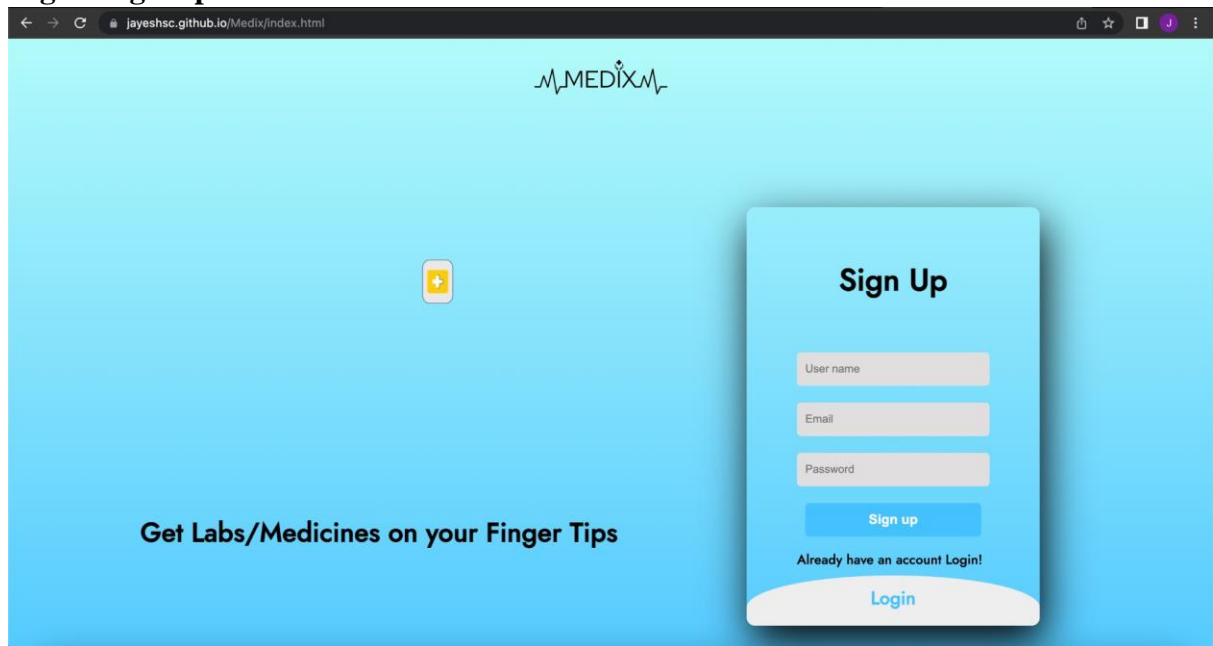 jayeshsc.github.io/Medix/index.html
J
MEDIX
Sign Up
User name
Email
Password
Sign up
Get Labs/Medicines on your Finger Tips
Already have an account Login!
Login